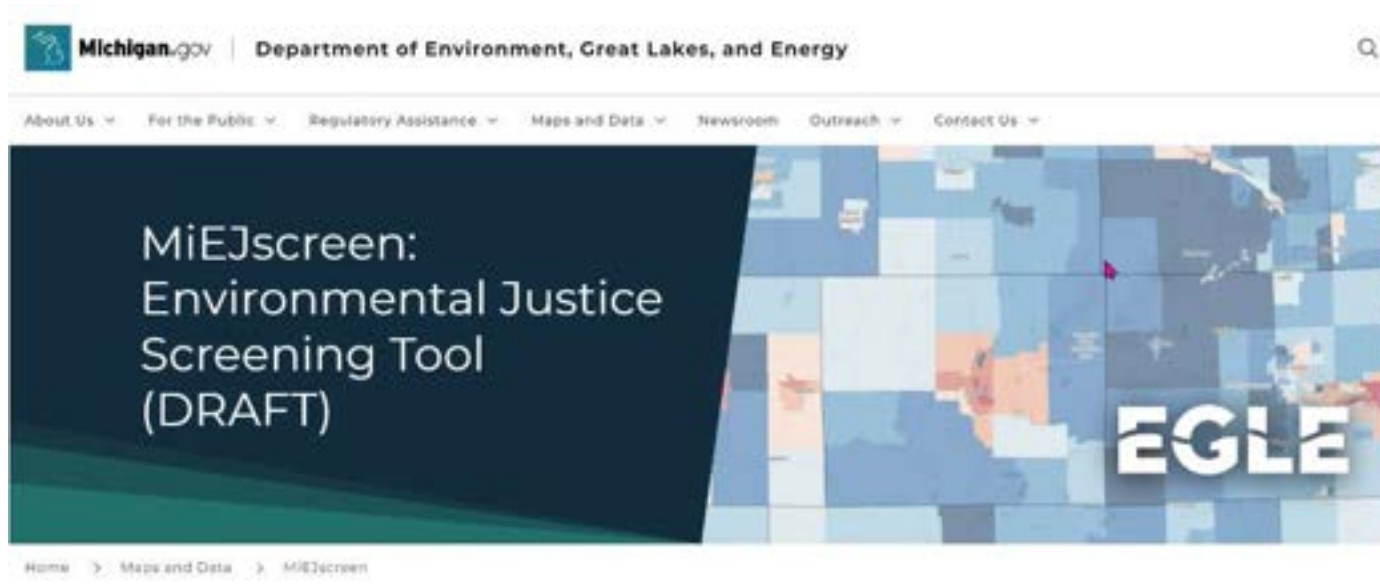 Michigan.gov Department of Environment, Great Lakes, and Energy
About Us For the Public Regulatory Assistance Maps and Data Newsroom Outreach Contact Us
MiEJscreen:
Environmental Justice
Screening Tool
(DRAFT)
EGLE
Home > Maps and Data > MiEJscreen